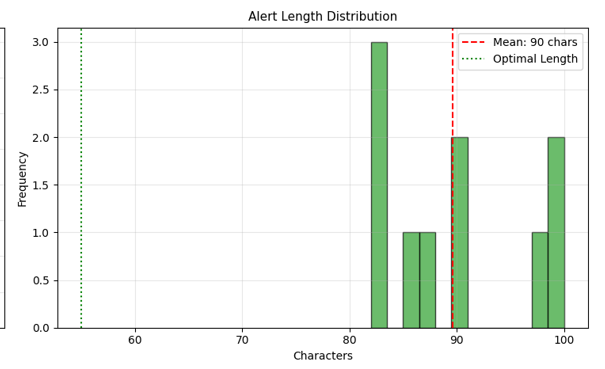 Alert Length Distribution
3.0
2.5
2.0
1.5
1.0
0.5
0.0
Frequency
Mean: 90 chars
Optimal Length
60 70 80 90 100
Characters